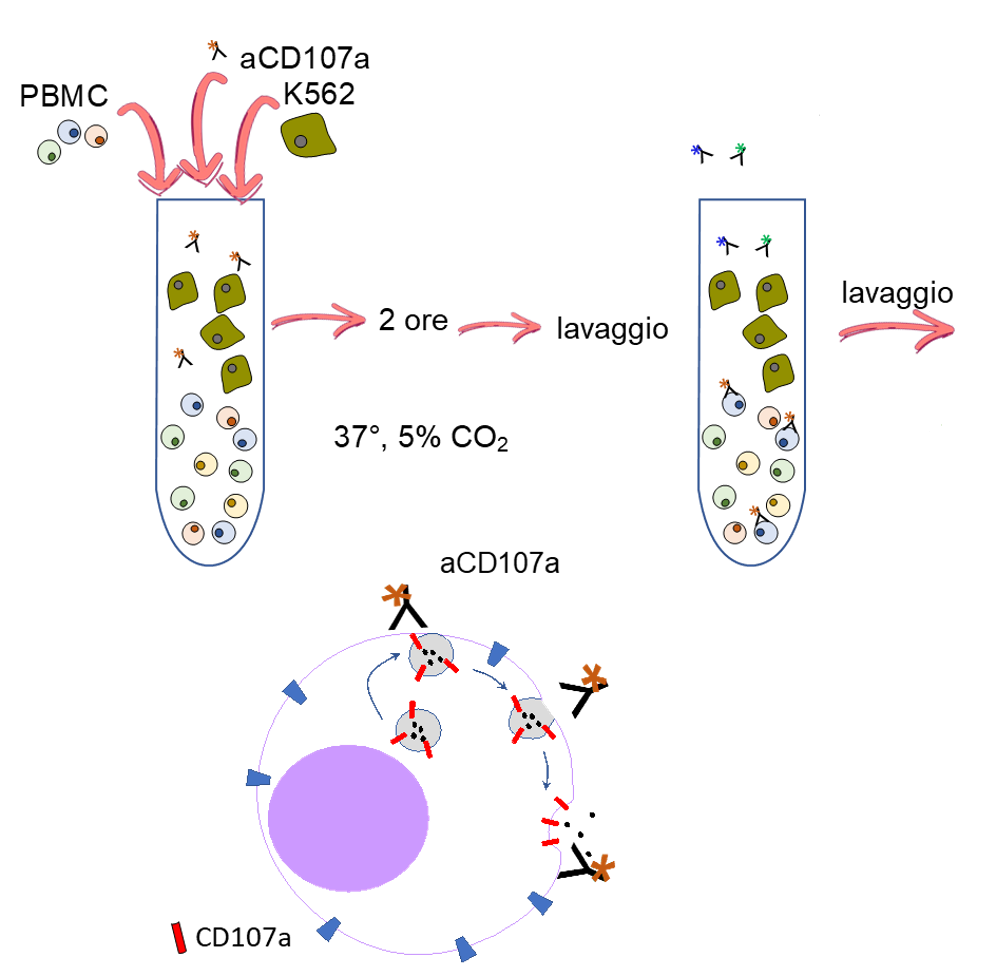 aCD107a
PBMC
K562
2 ore
lavaggio
37°, 5% CO₂
lavaggio
aCD107a
CD107a